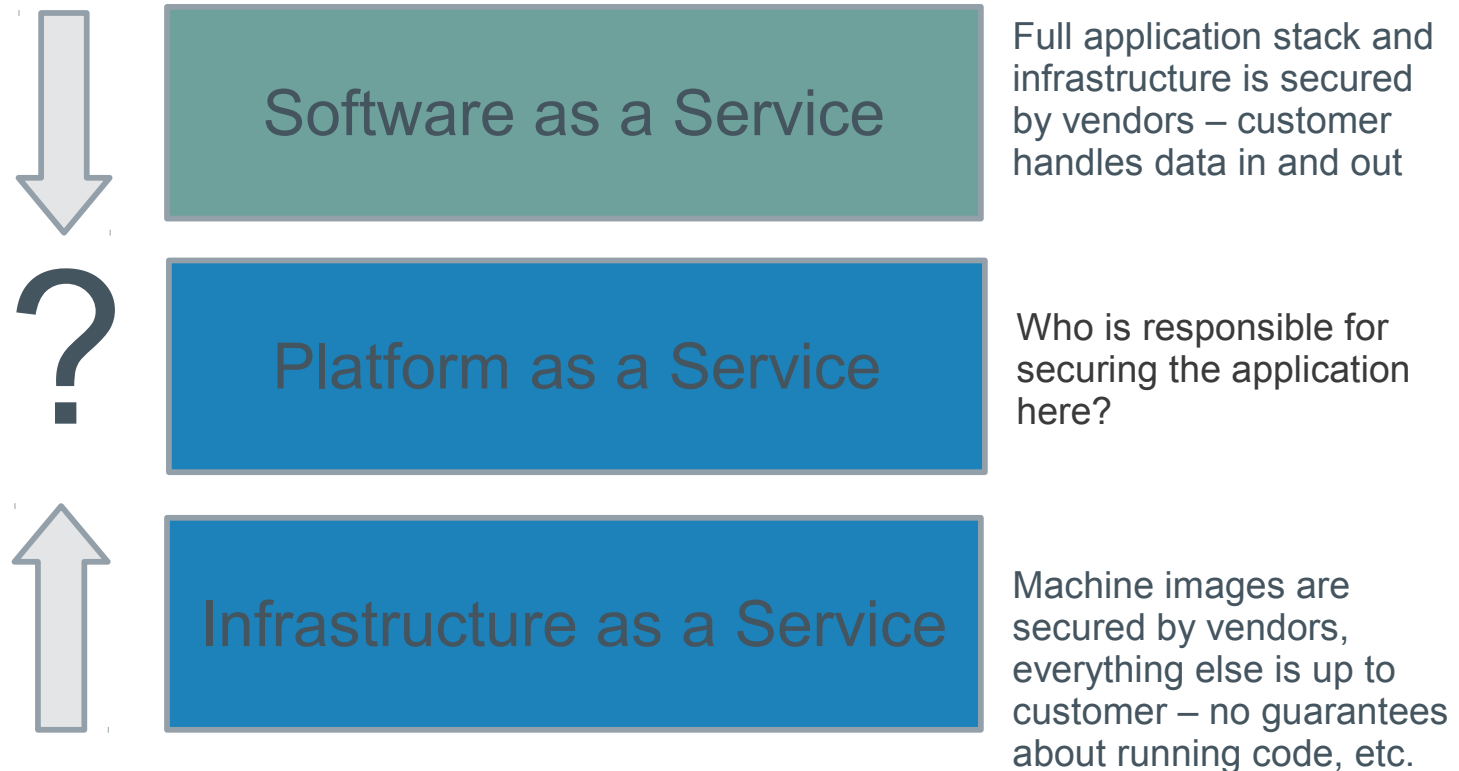 Software as a Service
Full application stack and
infrastructure is secured
by vendors – customer
handles data in and out
?
Platform as a Service
Who is responsible for
securing the application
here?
Infrastructure as a Service
Machine images are
secured by vendors,
everything else is up to
customer – no guarantees
about running code, etc.